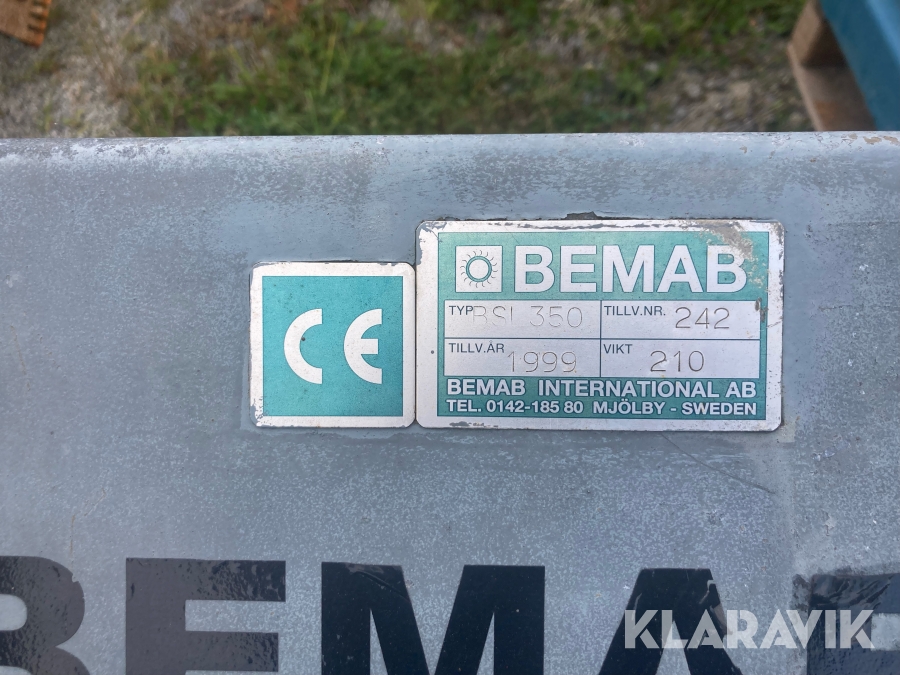 BEMAB
TYP BSL 350 TILLV.NR. 242
TILLV.ÅR 1999 VIKT 210
BEMAB INTERNATIONAL AB
TEL. 0142-185 80 MJÖLBY - SWEDEN
CE
BEMAB
KLARAVIK